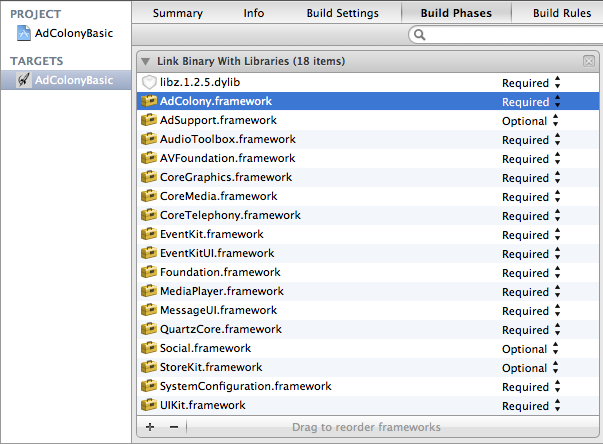 Summary Info Build Settings Build Phases Build Rules
PROJECT
AdColonyBasic
TARGETS
AdColonyBasic
Link Binary With Libraries (18 items)
libz.1.2.5.dylib Required
AdColony.framework Required
AdSupport.framework Optional
AudioToolbox.framework Required
AVFoundation.framework Required
CoreGraphics.framework Required
CoreMedia.framework Required
CoreTelephony.framework Required
EventKit.framework Required
EventKitUI.framework Required
Foundation.framework Required
MediaPlayer.framework Required
MessageUI.framework Required
QuartzCore.framework Required
Social.framework Optional
StoreKit.framework Optional
SystemConfiguration.framework Required
UIKit.framework Required
+ − Drag to reorder frameworks